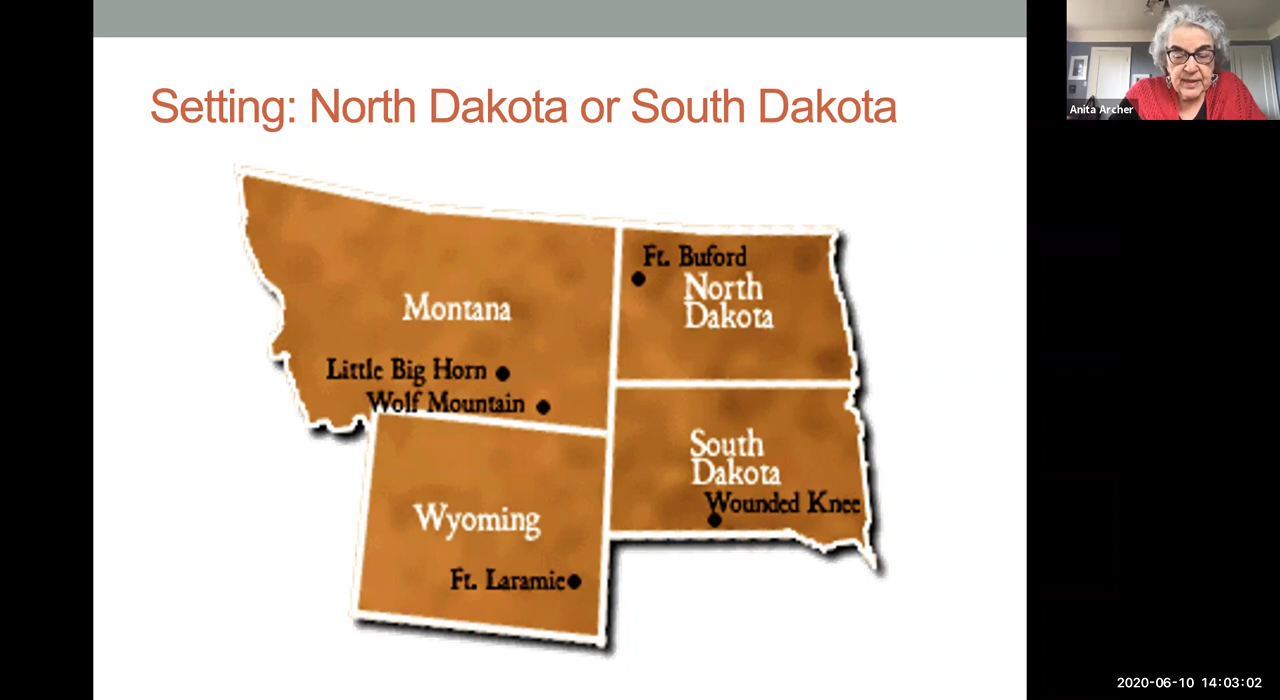 Setting: North Dakota or South Dakota
Anita Archer
Ft. Buford
North
Dakota
Montana
Little Big Horn
Wolf Mountain
South
Dakota
Wounded Knee
Wyoming
Ft. Laramie
2020-06-10 14:03:02